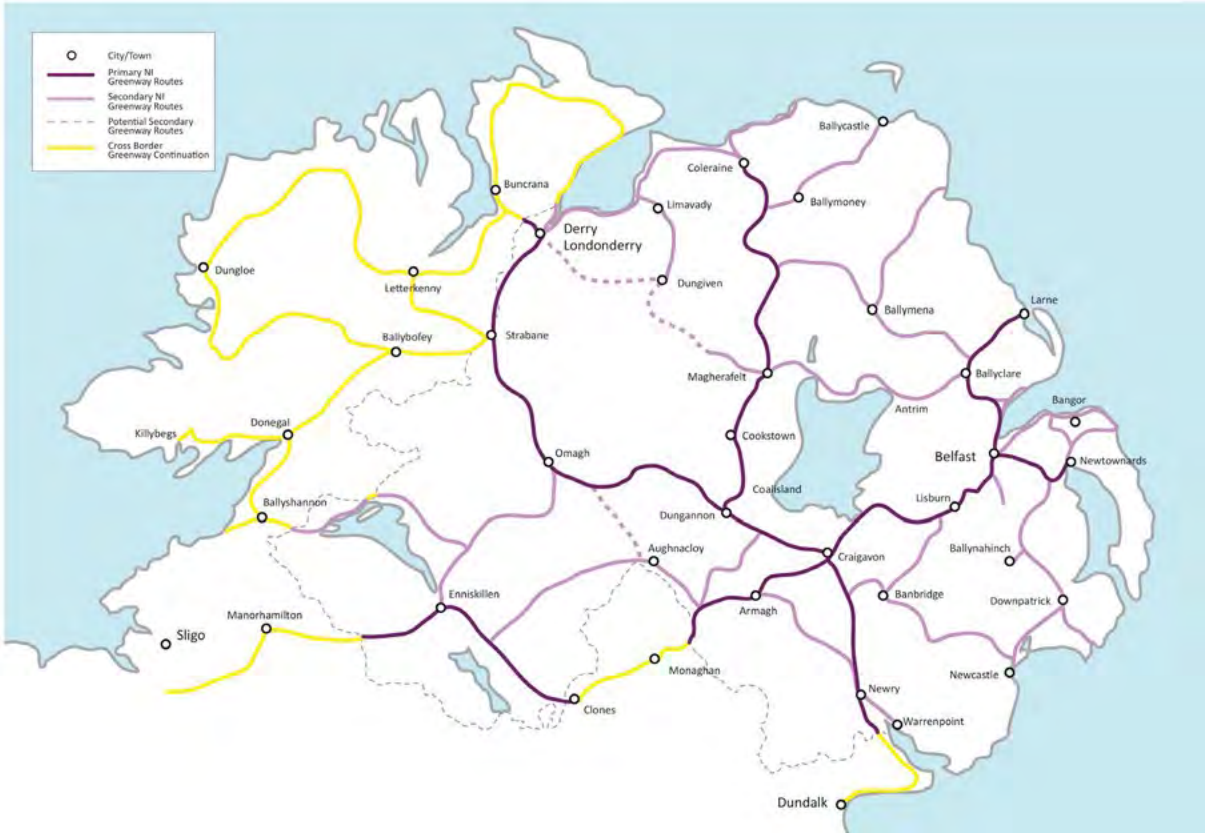 City/Town
Primary NI
Greenway Routes
Secondary NI
Greenway Routes
Potential Secondary
Greenway Routes
Cross Border
Greenway Continuation
Ballycastle
Coleraine
Buncrana
Limavady
Ballymoney
Derry
Londonderry
Dungloe
Letterkenny
Dungiven
Larne
Ballymena
Strabane
Ballybofey
Magherafelt
Ballyclare
Bangor
Antrim
Killybegs
Donegal
Cookstown
Omagh
Belfast
Newtownards
Coalisland
Lisburn
Ballyshannon
Dungannon
Aughnacloy
Craigavon
Ballynahinch
Enniskillen
Armagh
Banbridge
Downpatrick
Manorhamilton
Sligo
Monaghan
Newcastle
Newry
Clones
Warrenpoint
Dundalk